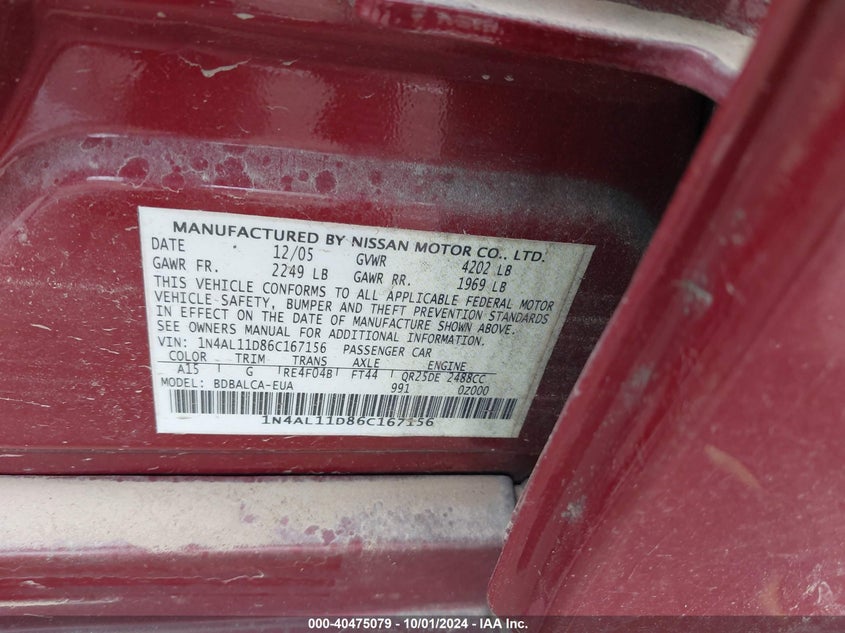 MANUFACTURED BY NISSAN MOTOR CO., LTD.
DATE 12/05 GVWR 4202 LB
GAWR FR. 2249 LB GAWR RR. 1969 LB
THIS VEHICLE CONFORMS TO ALL APPLICABLE FEDERAL MOTOR
VEHICLE SAFETY, BUMPER AND THEFT PREVENTION STANDARDS
IN EFFECT ON THE DATE OF MANUFACTURE SHOWN ABOVE.
SEE OWNERS MANUAL FOR ADDITIONAL INFORMATION.
VIN: 1N4AL11D86C167156 PASSENGER CAR
COLOR TRIM TRANS AXLE ENGINE
A15 G RE4F04B FT44 QR25DE 2488CC
MODEL: BDBALCA-EUA 991 0Z000
1N4AL11D86C167156
000-40475079 - 10/01/2024 - IAA Inc.